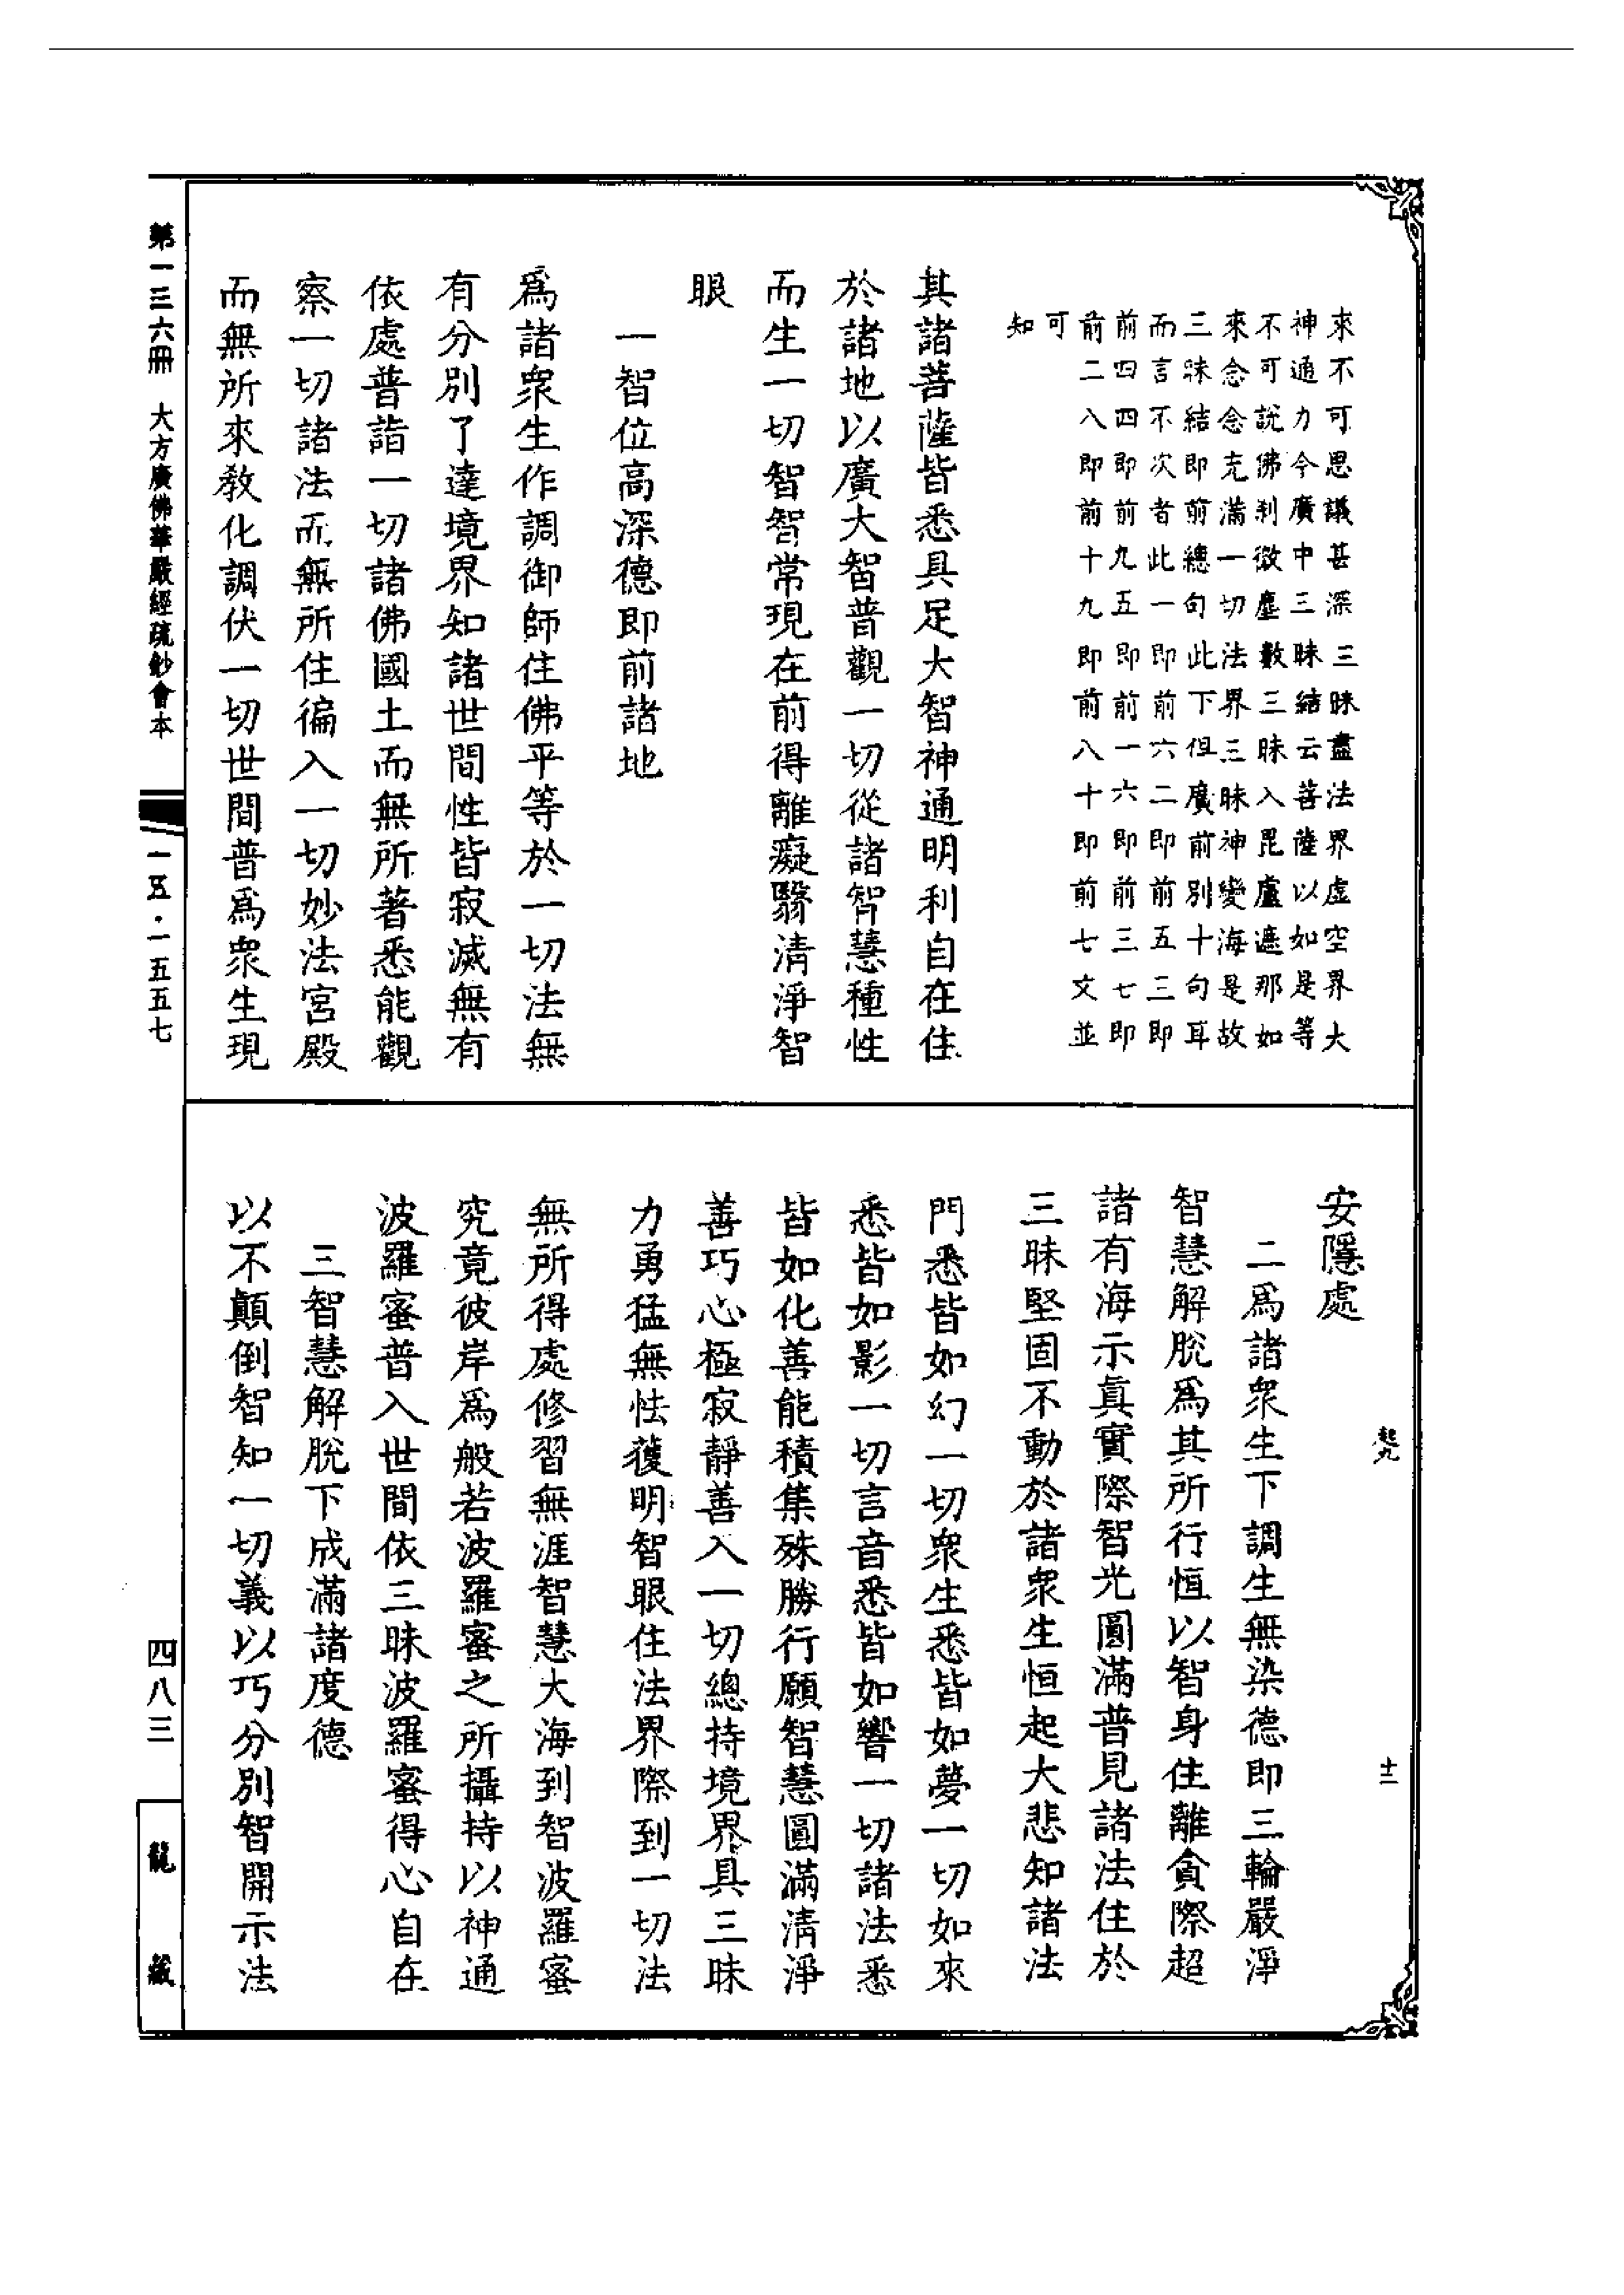 來不可思議甚深三昧盡法界虛空界大
神通力令廣中三昧結云菩薩以如是等
不可說佛剎微塵數三昧入毘盧遮那如
來念念充滿一切法界三昧神變海是故
三昧結即前總句此下但廣前別十句耳
而言不次者此一即前六二即前五三即
前四四即前九五即前一六即前三七即
前二八即前十九即前八十即前七文並
可
知
其諸菩薩皆悉具足大智神通明利自在住
於諸地以廣大智普觀一切從諸智慧種性
而生一切智智常現在前得離癡翳清淨智
眼
一智位高深德即前諸地
爲諸衆生作調御師住佛平等於一切法無
有分別了達境界知諸世間性皆寂滅無有
依處普詣一切諸佛國土而無所著悉能觀
察一切諸法而無所住徧入一切妙法宮殿
而無所來教化調伏一切世間普爲衆生現
安隱處
二爲諸衆生下調生無染德即三輪嚴淨
智慧解脫爲其所行恒以智身住離貪際超
諸有海示眞實際智光圓滿普見諸法住於
三昧堅固不動於諸衆生恒起大悲知諸法
門悉皆如幻一切衆生悉皆如夢一切如來
悉皆如影一切言音悉皆如響一切諸法悉
皆如化善能積集殊勝行願智慧圓滿清淨
善巧心極寂靜善入一切總持境界具三昧
力勇猛無怯獲明智眼住法界際到一切法
無所得處修習無涯智慧大海到智波羅蜜
究竟彼岸爲般若波羅蜜之所攝持以神通
波羅蜜普入世間依三昧波羅蜜得心自在
三智慧解脫下成滿諸度德
以不顛倒智知一切義以巧分別智開示法
起九
十二
第一三六冊 大方廣佛華嚴經疏鈔會本
一五·一五五七
四八三
龍藏